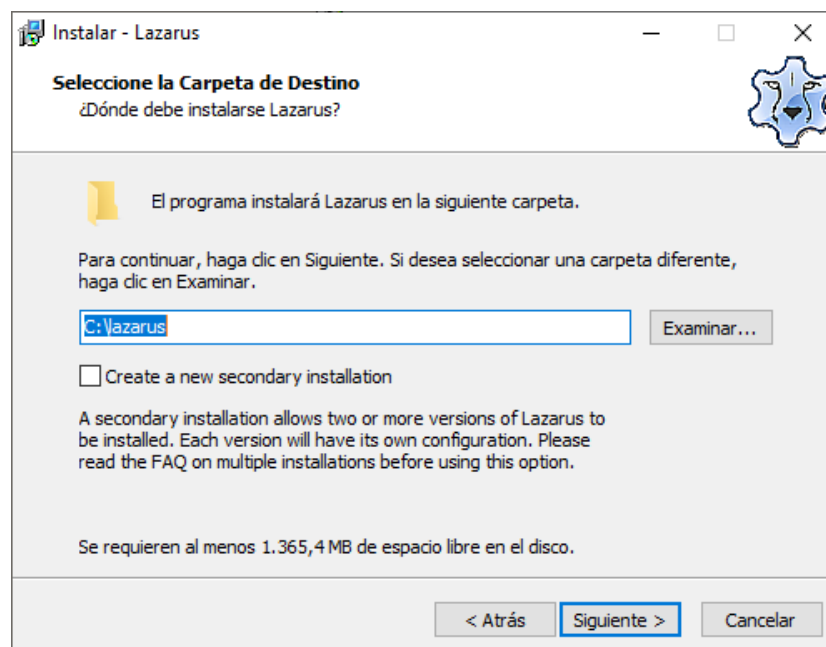 Instalar - Lazarus
Seleccione la Carpeta de Destino
¿Dónde debe instalarse Lazarus?
El programa instalará Lazarus en la siguiente carpeta.
Para continuar, haga clic en Siguiente. Si desea seleccionar una carpeta diferente,
haga clic en Examinar.
C:\lazarus
Examinar...
Create a new secondary installation
A secondary installation allows two or more versions of Lazarus to
be installed. Each version will have its own configuration. Please
read the FAQ on multiple installations before using this option.
Se requieren al menos 1.365,4 MB de espacio libre en el disco.
< Atrás
Siguiente >
Cancelar